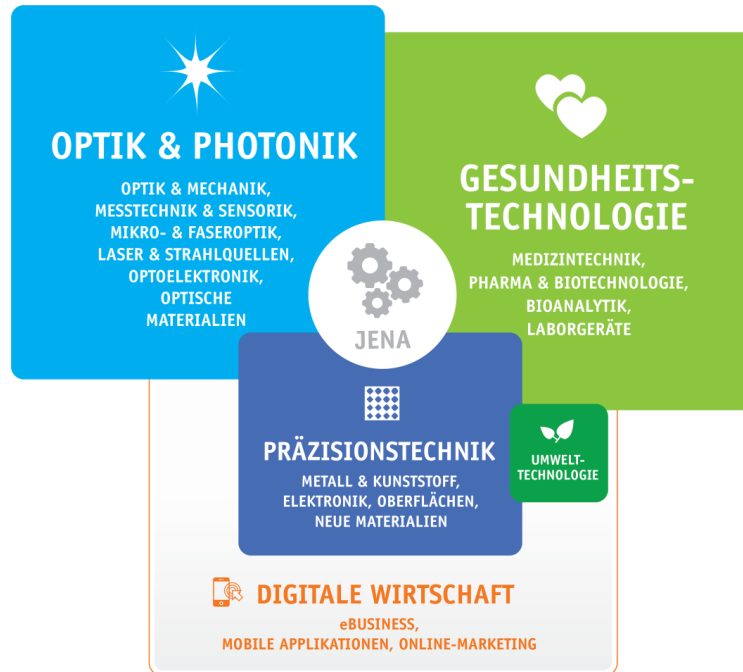 OPTIK & PHOTONIK
OPTIK & MECHANIK,
MESSTECHNIK & SENSORIK,
MIKRO- & FASEROPTIK,
LASER & STRAHLQUELLEN,
OPTOELEKTRONIK,
OPTISCHE
MATERIALIEN
GESUNDHEITS-
TECHNOLOGIE
MEDIZINTECHNIK,
PHARMA & BIOTECHNOLOGIE,
BIOANALYTIK,
LABORGERÄTE
JENA
PRÄZISIONSTECHNIK
METALL & KUNSTSTOFF,
ELEKTRONIK, OBERFLÄCHEN,
NEUE MATERIALIEN
UMWELT-
TECHNOLOGIE
DIGITALE WIRTSCHAFT
eBUSINESS,
MOBILE APPLIKATIONEN, ONLINE-MARKETING